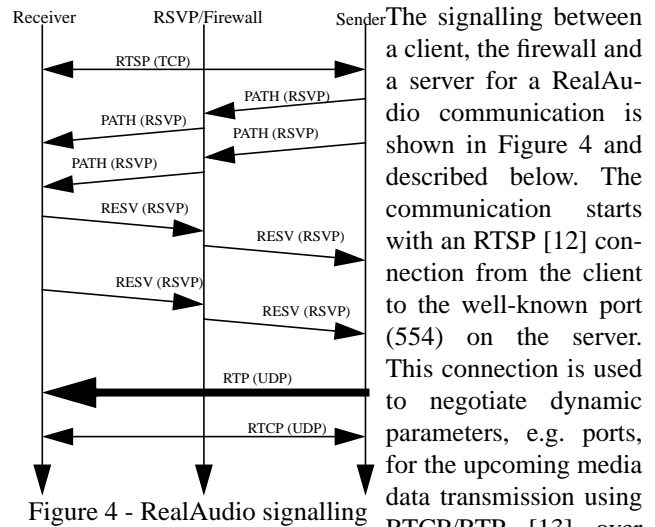 Receiver RSVP/Firewall Sender
RTSP (TCP)
PATH (RSVP)
PATH (RSVP)
PATH (RSVP)
PATH (RSVP)
RESV (RSVP)
RESV (RSVP)
RESV (RSVP)
RESV (RSVP)
RTP (UDP)
RTCP (UDP)
Figure 4 - RealAudio signalling
The signalling between
a client, the firewall and
a server for a RealAu-
dio communication is
shown in Figure 4 and
described below. The
communication starts
with an RTSP [12] con-
nection from the client
to the well-known port
(554) on the server.
This connection is used
to negotiate dynamic
parameters, e.g. ports,
for the upcoming media
data transmission using
RTCP/RTP [13] over